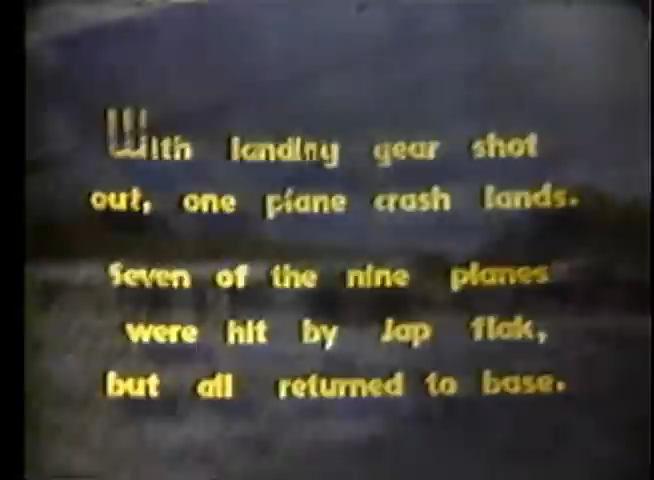 With landing gear shot
out, one plane crash lands.
Seven of the nine planes
were hit by Jap flak,
but all returned to base.